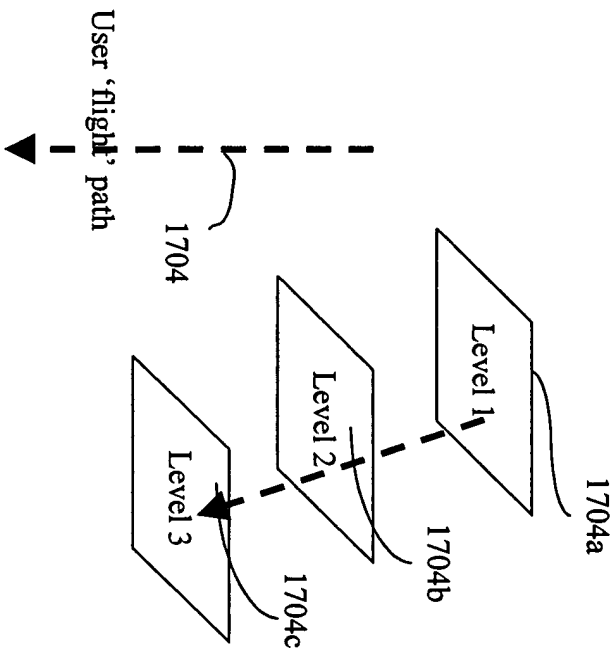 1704a
Level 1
1704b
Level 2
1704c
Level 3
1704
User ‘flight’ path